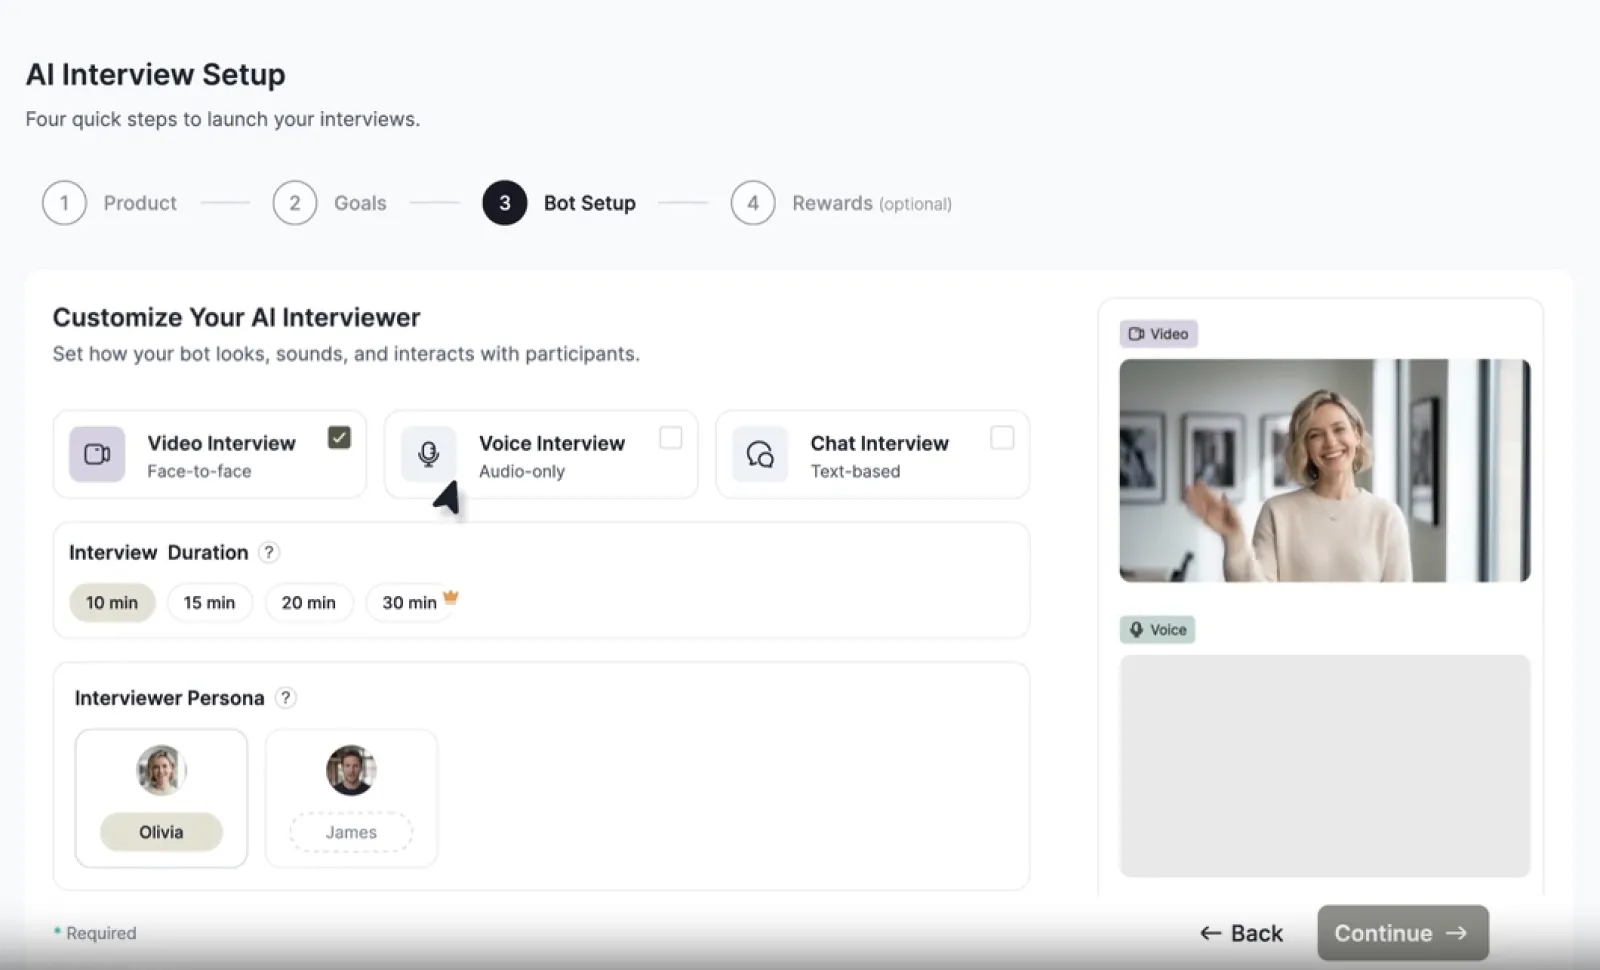 AI Interview Setup
Four quick steps to launch your interviews.
1 Product
2 Goals
3 Bot Setup
4 Rewards (optional)
Customize Your AI Interviewer
Set how your bot looks, sounds, and interacts with participants.
Video Interview
Face-to-face
Voice Interview
Audio-only
Chat Interview
Text-based
Interview Duration ?
10 min
15 min
20 min
30 min
Interviewer Persona ?
Olivia
James
Video
Voice
* Required
← Back
Continue →